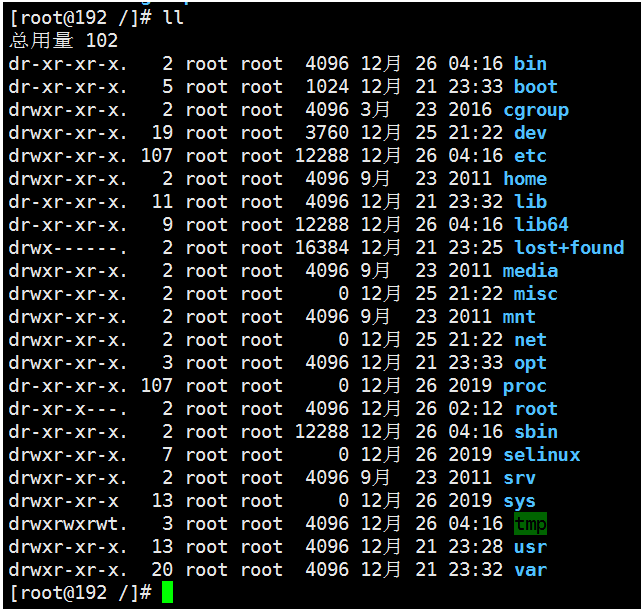 [root@192 /]# ll
总用量 102
dr-xr-xr-x.   2 root root  4096 12月 26 04:16 bin
dr-xr-xr-x.   5 root root  1024 12月 21 23:33 boot
drwxr-xr-x.   2 root root  4096 3月  23 2016 cgroup
drwxr-xr-x.  19 root root  3760 12月 25 21:22 dev
drwxr-xr-x. 107 root root 12288 12月 26 04:16 etc
drwxr-xr-x.   2 root root  4096 9月  23 2011 home
dr-xr-xr-x.  11 root root  4096 12月 21 23:32 lib
dr-xr-xr-x.   9 root root 12288 12月 26 04:16 lib64
drwx------.   2 root root 16384 12月 21 23:25 lost+found
drwxr-xr-x.   2 root root  4096 9月  23 2011 media
drwxr-xr-x.   2 root root     0 12月 25 21:22 misc
drwxr-xr-x.   2 root root  4096 9月  23 2011 mnt
drwxr-xr-x.   2 root root     0 12月 25 21:22 net
drwxr-xr-x.   3 root root  4096 12月 21 23:33 opt
dr-xr-xr-x. 107 root root     0 12月 26 2019 proc
dr-xr-x---.   2 root root  4096 12月 26 02:12 root
dr-xr-xr-x.   2 root root 12288 12月 26 04:16 sbin
drwxr-xr-x.   7 root root     0 12月 26 2019 selinux
drwxr-xr-x.   2 root root  4096 9月  23 2011 srv
drwxr-xr-x   13 root root     0 12月 26 2019 sys
drwxrwxrwt.   3 root root  4096 12月 26 04:16 tmp
drwxr-xr-x.  13 root root  4096 12月 21 23:28 usr
drwxr-xr-x.  20 root root  4096 12月 21 23:32 var
[root@192 /]#